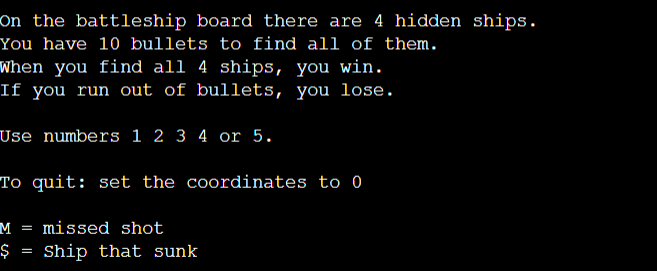 On the battleship board there are 4 hidden ships.
You have 10 bullets to find all of them.
When you find all 4 ships, you win.
If you run out of bullets, you lose.
Use numbers 1 2 3 4 or 5.
To quit: set the coordinates to 0
M = missed shot
$ = Ship that sunk